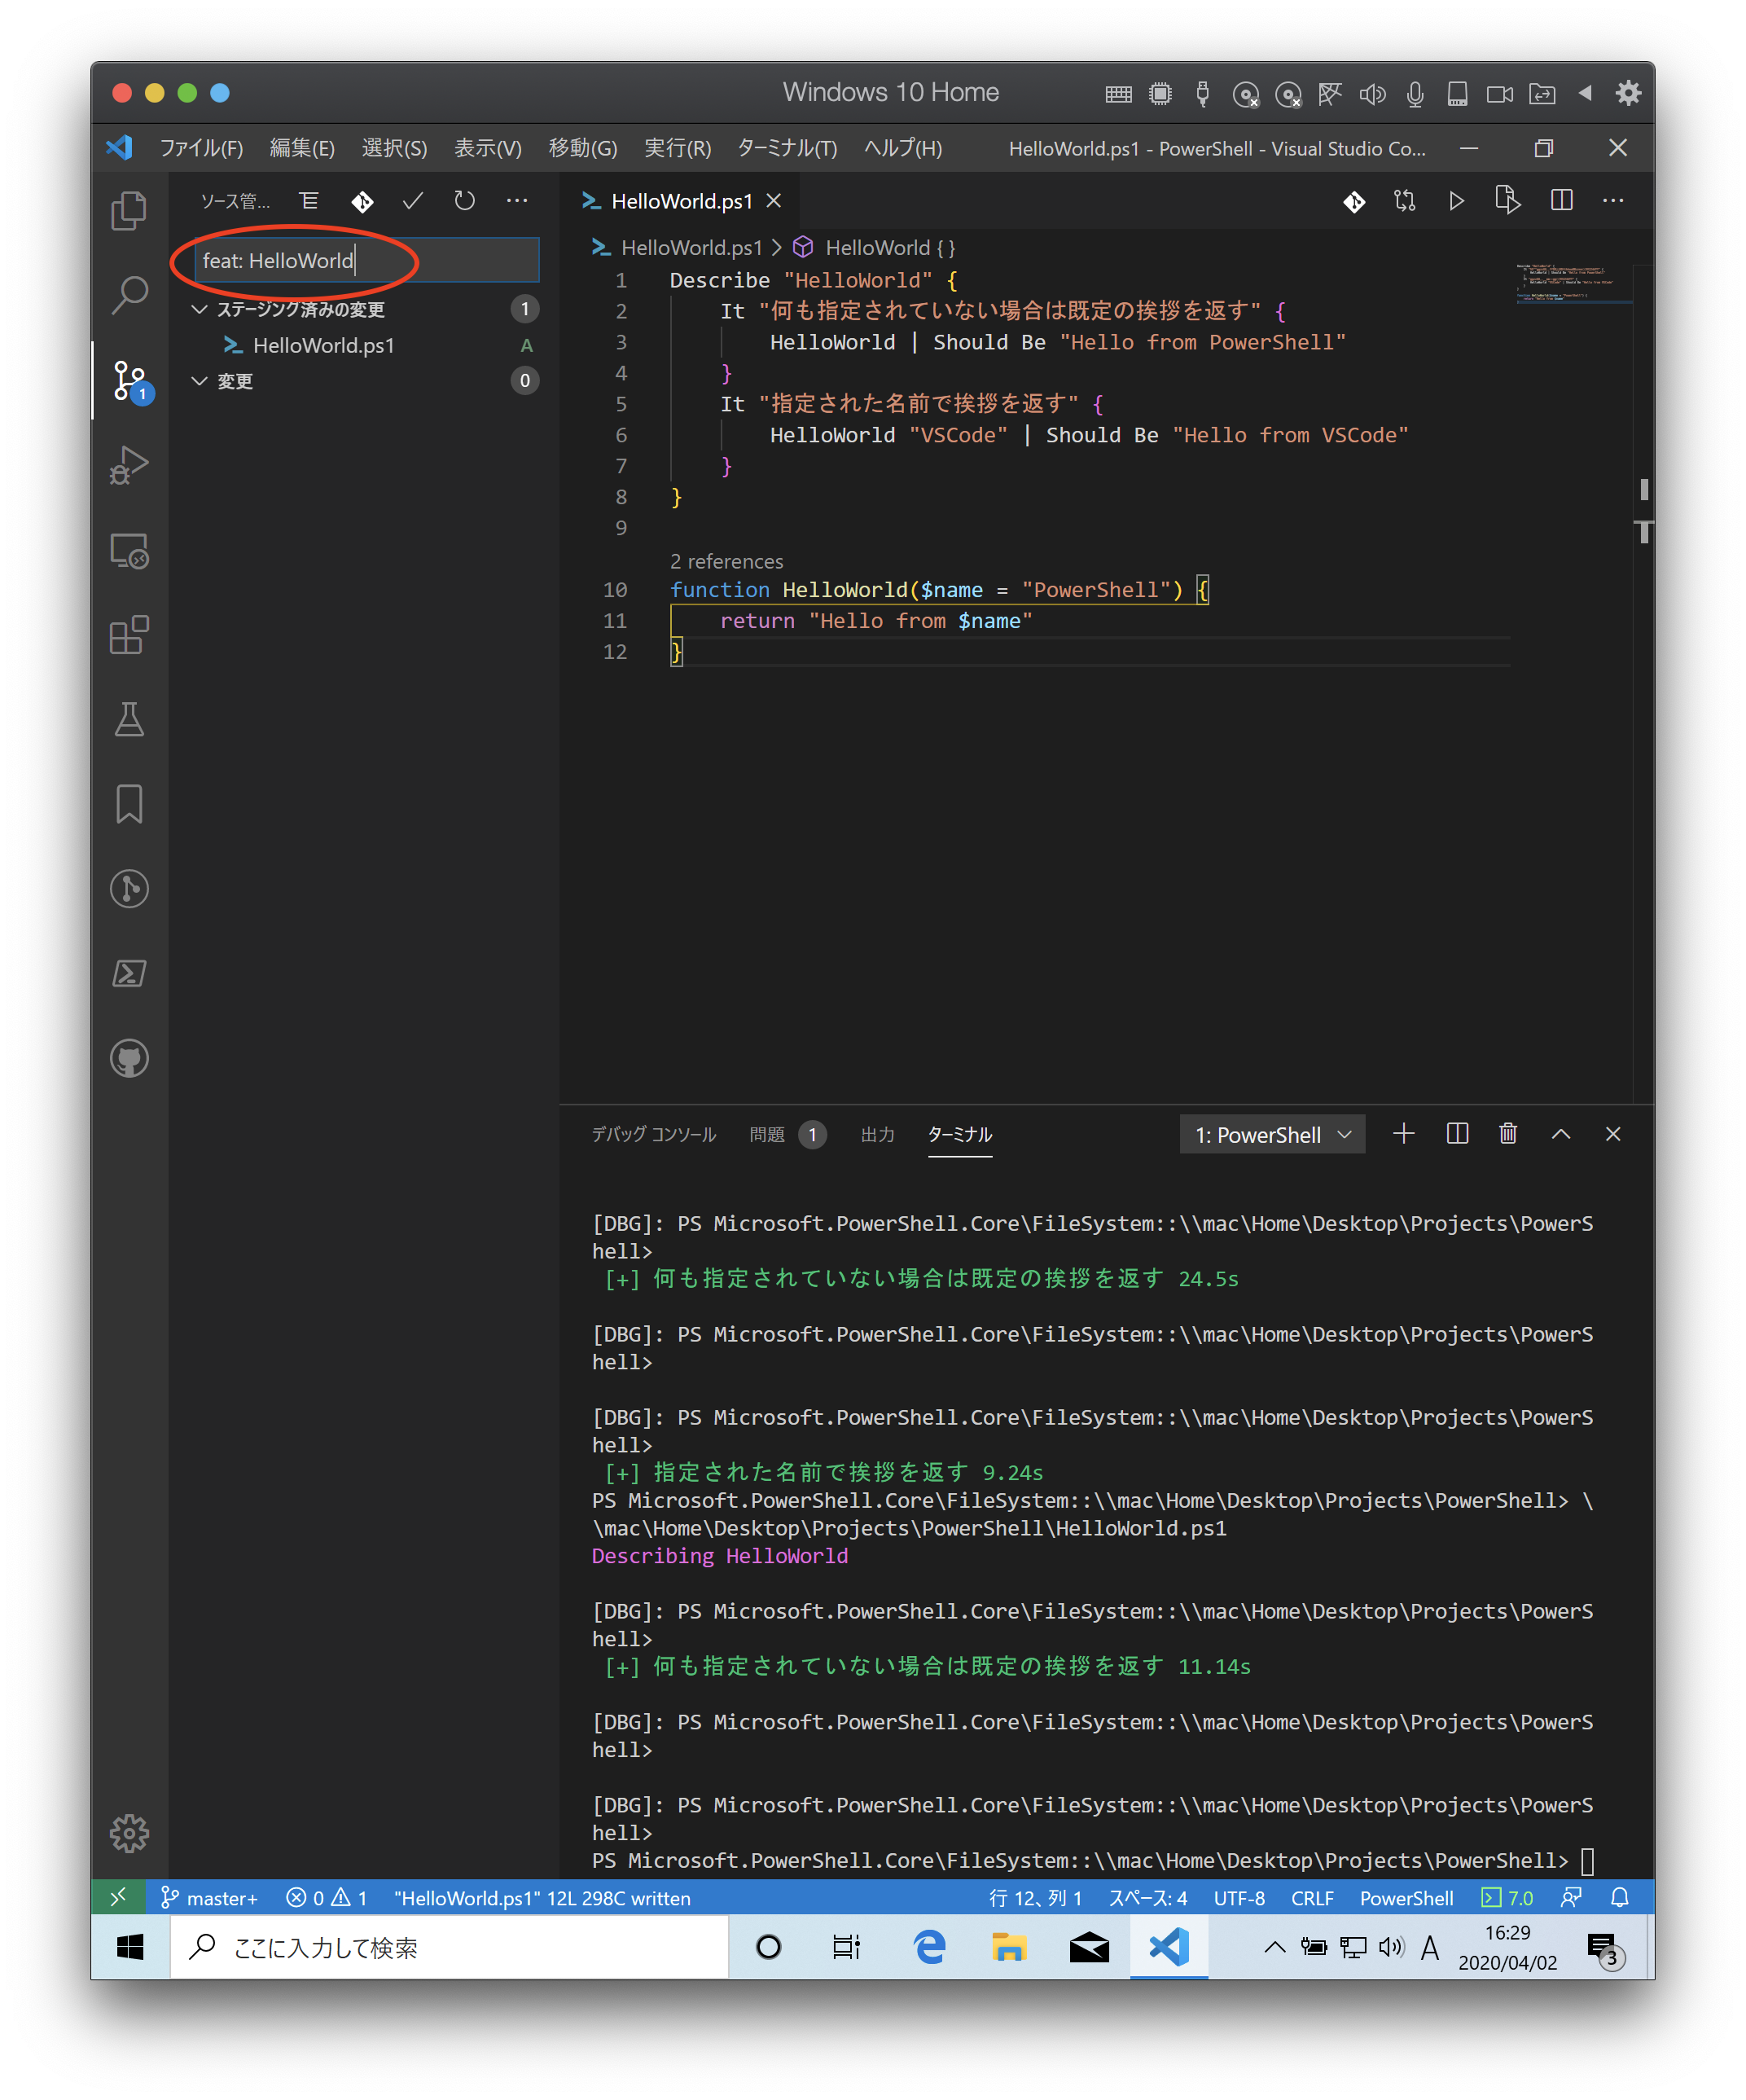 Windows 10 Home
ファイル(F) 編集(E) 選択(S) 表示(V) 移動(G) 実行(R) ターミナル(T) ヘルプ(H) HelloWorld.ps1 - PowerShell - Visual Studio Co...
ソース管...
feat: HelloWorld
ステージング済みの変更 1
HelloWorld.ps1 A
変更 0
1
HelloWorld.ps1
HelloWorld.ps1 > HelloWorld { }
1 Describe "HelloWorld" {
2 It "何も指定されていない場合は既定の挨拶を返す" {
3 HelloWorld | Should Be "Hello from PowerShell"
4 }
5 It "指定された名前で挨拶を返す" {
6 HelloWorld "VSCode" | Should Be "Hello from VSCode"
7 }
8 }
9
2 references
10 function HelloWorld($name = "PowerShell") {
11 return "Hello from $name"
12 }
デバッグ コンソール 問題 1 出力 ターミナル 1: PowerShell
[DBG]: PS Microsoft.PowerShell.Core\FileSystem::\\mac\Home\Desktop\Projects\PowerS
hell>
[+] 何も指定されていない場合は既定の挨拶を返す 24.5s
[DBG]: PS Microsoft.PowerShell.Core\FileSystem::\\mac\Home\Desktop\Projects\PowerS
hell>
[DBG]: PS Microsoft.PowerShell.Core\FileSystem::\\mac\Home\Desktop\Projects\PowerS
hell>
[+] 指定された名前で挨拶を返す 9.24s
PS Microsoft.PowerShell.Core\FileSystem::\\mac\Home\Desktop\Projects\PowerShell> \
\mac\Home\Desktop\Projects\PowerShell\HelloWorld.ps1
Describing HelloWorld
[DBG]: PS Microsoft.PowerShell.Core\FileSystem::\\mac\Home\Desktop\Projects\PowerS
hell>
[+] 何も指定されていない場合は既定の挨拶を返す 11.14s
[DBG]: PS Microsoft.PowerShell.Core\FileSystem::\\mac\Home\Desktop\Projects\PowerS
hell>
[DBG]: PS Microsoft.PowerShell.Core\FileSystem::\\mac\Home\Desktop\Projects\PowerS
hell>
PS Microsoft.PowerShell.Core\FileSystem::\\mac\Home\Desktop\Projects\PowerShell>
master+ 0 1 "HelloWorld.ps1" 12L 298C written 行 12、列 1 スペース: 4 UTF-8 CRLF PowerShell 7.0
ここに入力して検索 A 16:29
2020/04/02 3